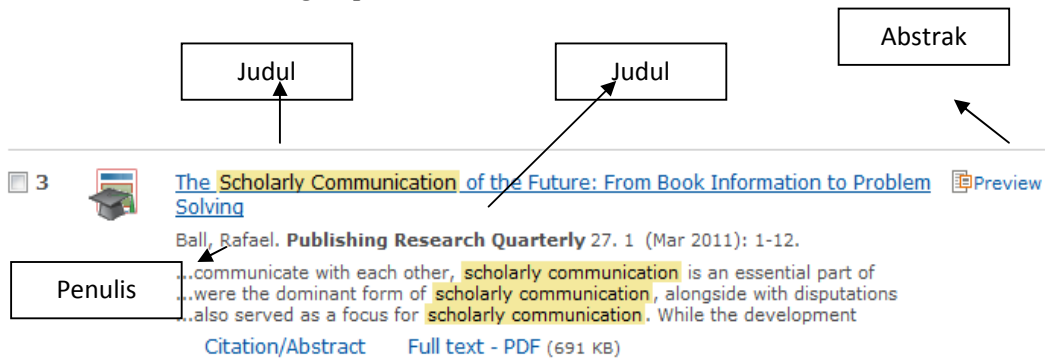 Abstrak
Judul
Judul
3
The Scholarly Communication of the Future: From Book Information to Problem
Solving
Preview
Ball, Rafael. Publishing Research Quarterly 27. 1 (Mar 2011): 1-12.
...communicate with each other, scholarly communication is an essential part of
Penulis
...were the dominant form of scholarly communication, alongside with disputations
...also served as a focus for scholarly communication. While the development
Citation/Abstract Full text - PDF (691 KB)